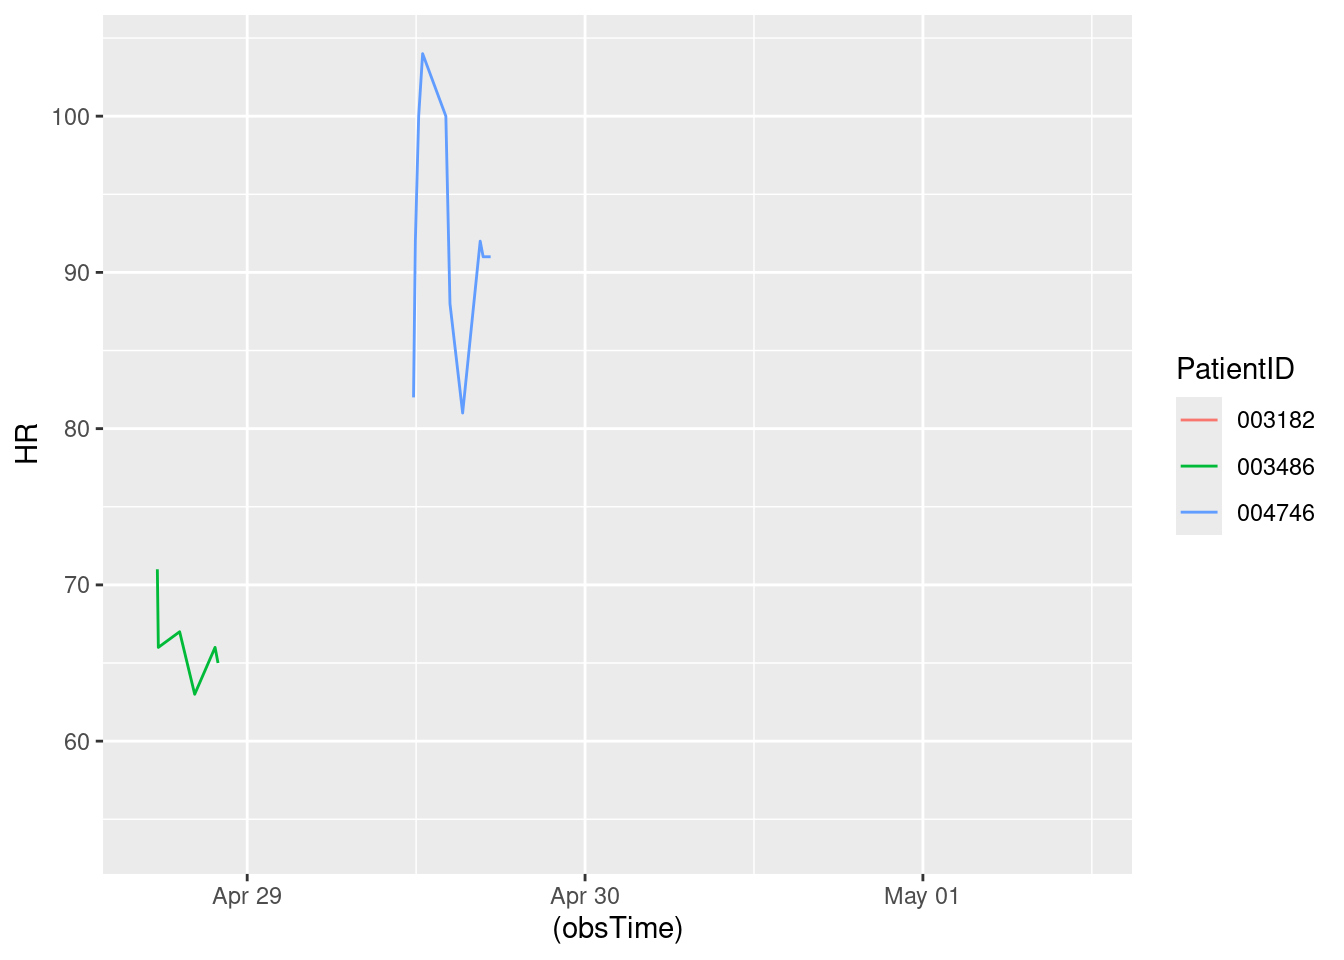 100
90
80
70
60
HR
Apr 29
Apr 30
May 01
(obsTime)
PatientID
003182
003486
004746